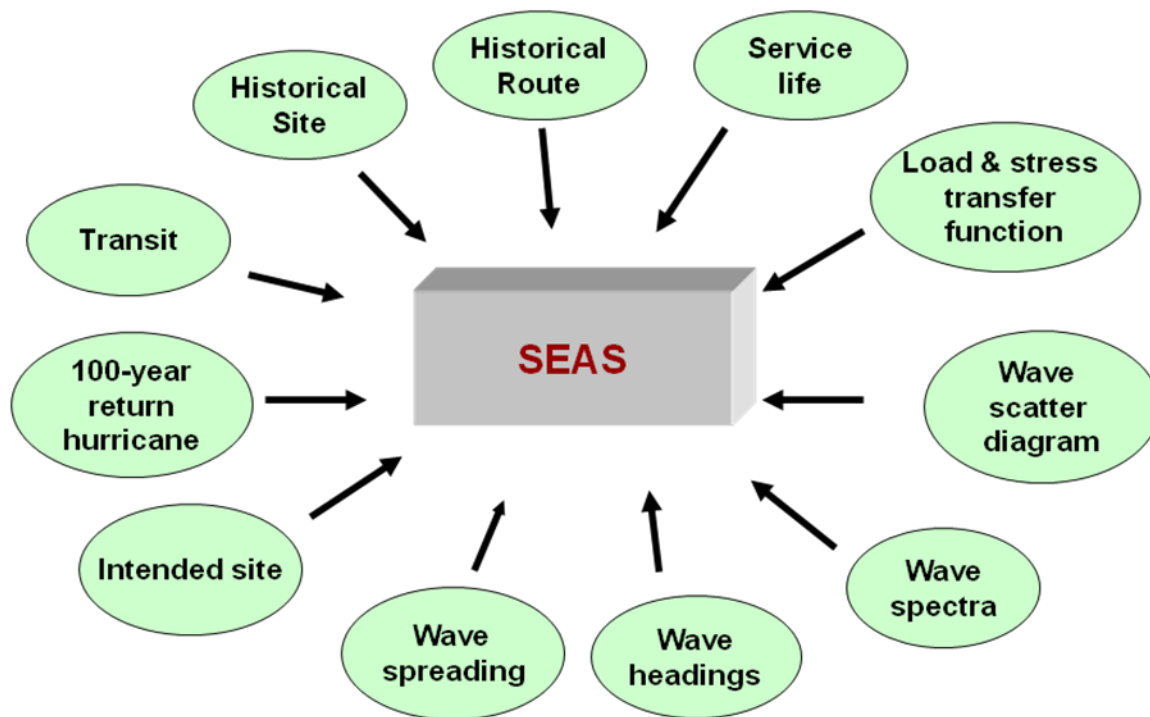 Historical
Site
Historical
Route
Service
life
Load & stress
transfer
function
Transit
SEAS
100-year
return
hurricane
Wave
scatter
diagram
Intended site
Wave
spreading
Wave
headings
Wave
spectra